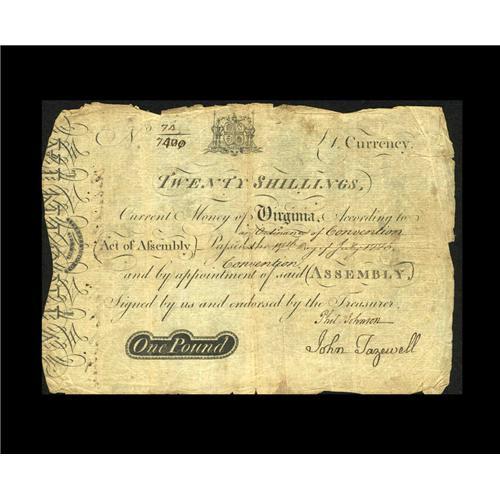 No 74
7400
£1. Currency.
TWENTY SHILLINGS,
Current Money of Virginia, According to
an Ordinance of Convention
Act of Assembly Passed the 17th Day of July 1775,
Convention
and by appointment of said ASSEMBLY,
Signed by us and endorsed by the Treasurer.
Phil Johnson
One Pound
John Tazewell